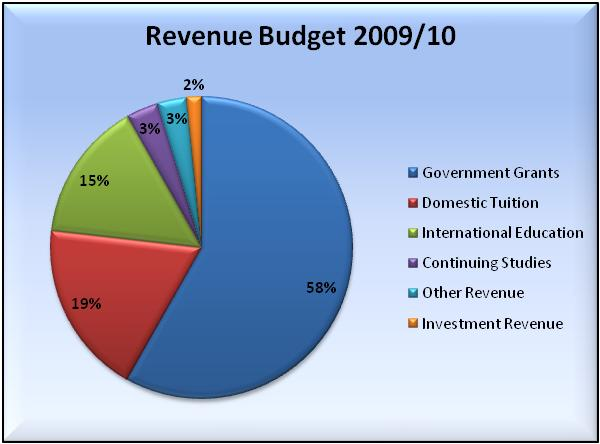 Revenue Budget 2009/10
2%
3%
3%
15%
19%
58%
Government Grants
Domestic Tuition
International Education
Continuing Studies
Other Revenue
Investment Revenue